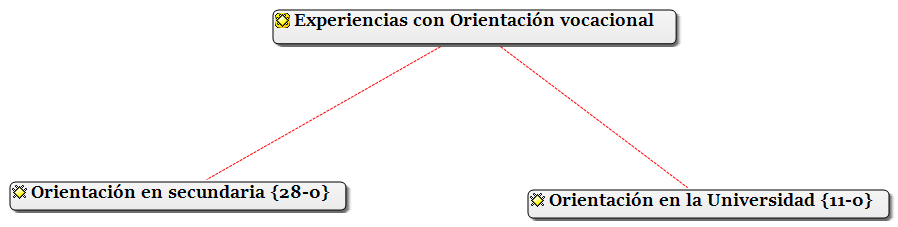 Experiencias con Orientación vocacional
Orientación en secundaria {28-0}
Orientación en la Universidad {11-0}